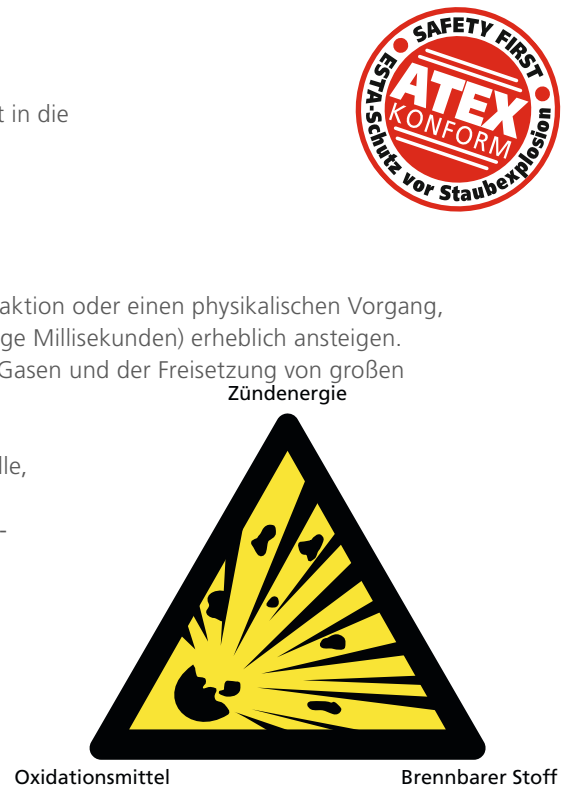 SAFETY FIRST
ATEX
KONFORM
ESTA-Schutz vor Staubexplosion
t in die
aktion oder einen physikalischen Vorgang,
ge Millisekunden) erheblich ansteigen.
Gasen und der Freisetzung von großen
Zündenergie
lle,
-
Oxidationsmittel
Brennbarer Stoff